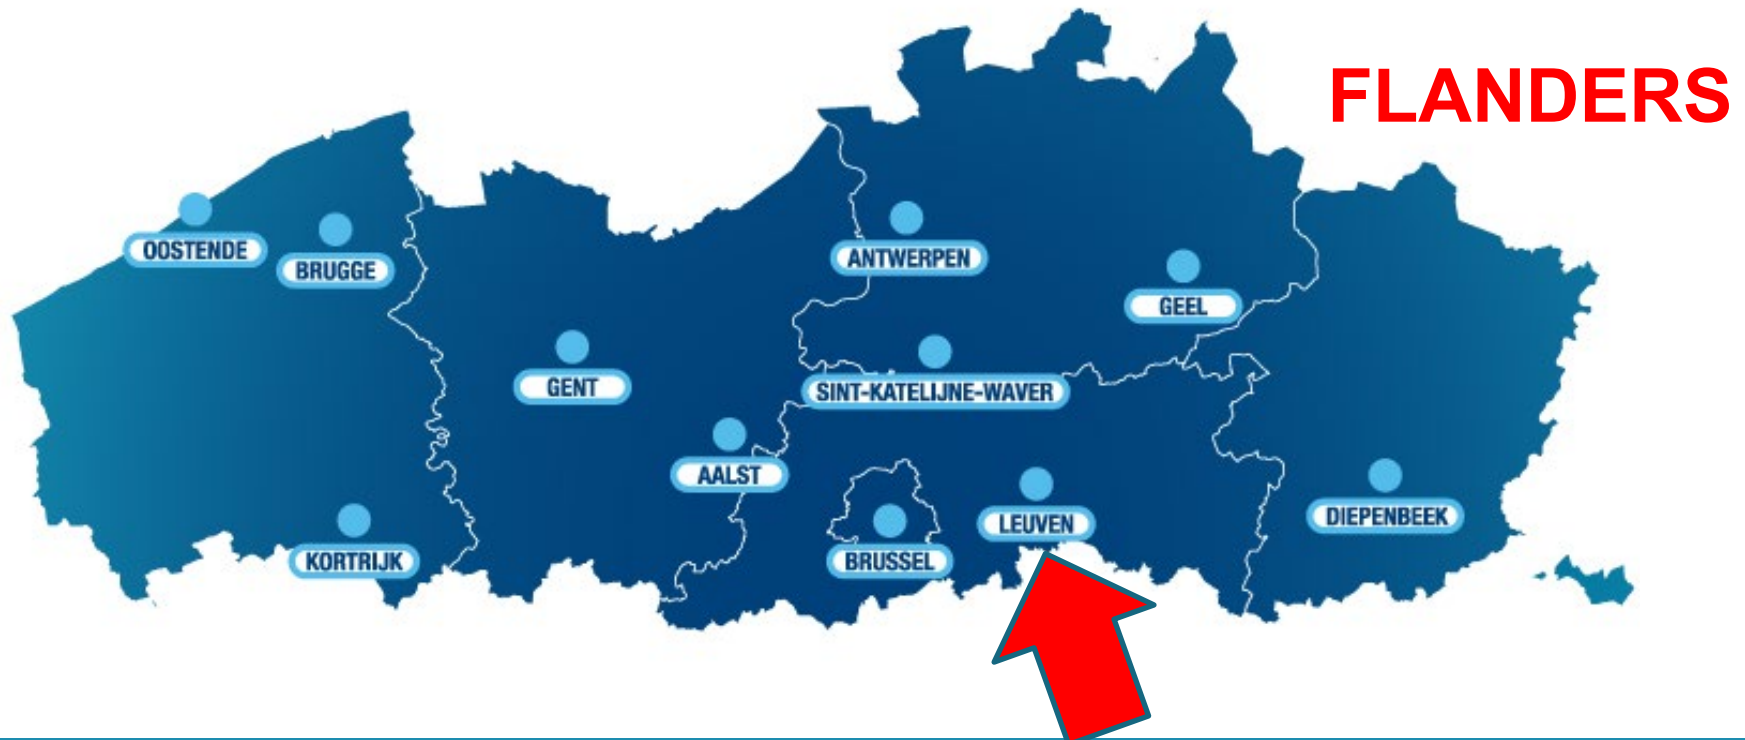 FLANDERS
OOSTENDE
BRUGGE
ANTWERPEN
GEEL
GENT
SINT-KATELIJNE-WAVER
AALST
LEUVEN
DIEPENBEEK
KORTRIJK
BRUSSEL